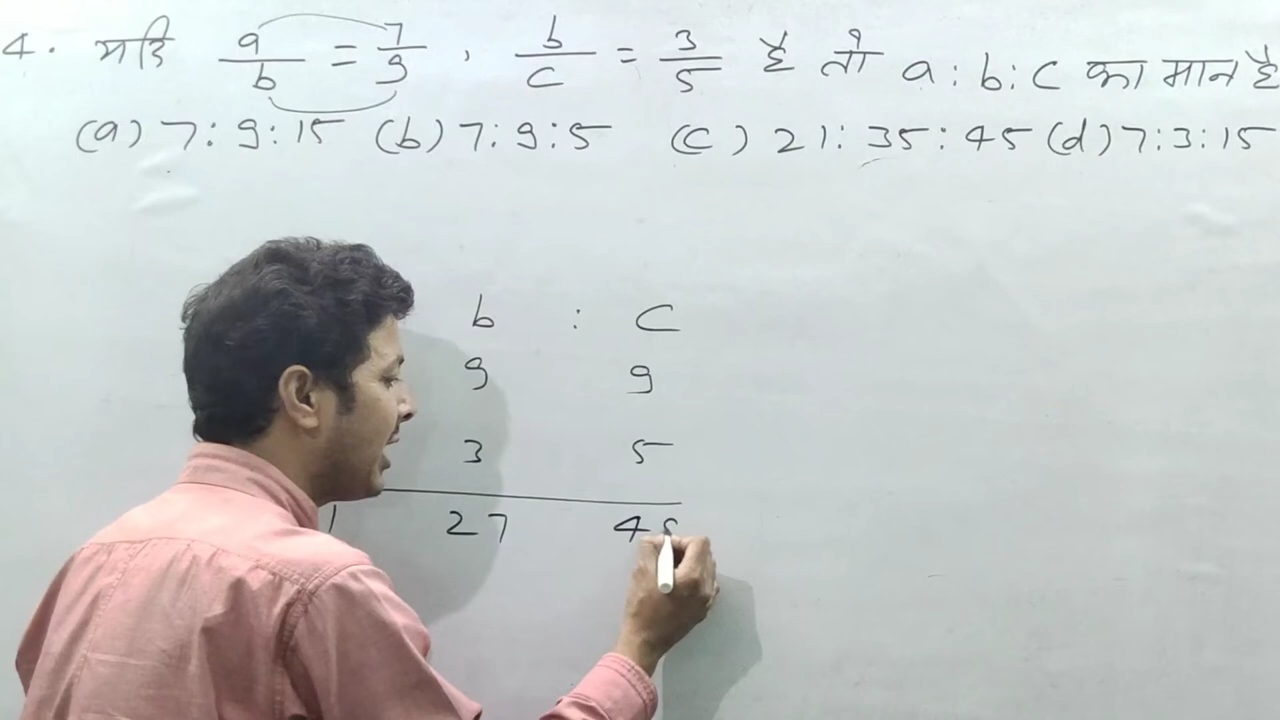 4. यदि a/b = 7/9 , b/c = 3/5 है तो a : b : c का मान है
(a) 7 : 9 : 15 (b) 7 : 9 : 5 (c) 21 : 35 : 45 (d) 7 : 3 : 15
b : c
9 9
3 5
1 27 45